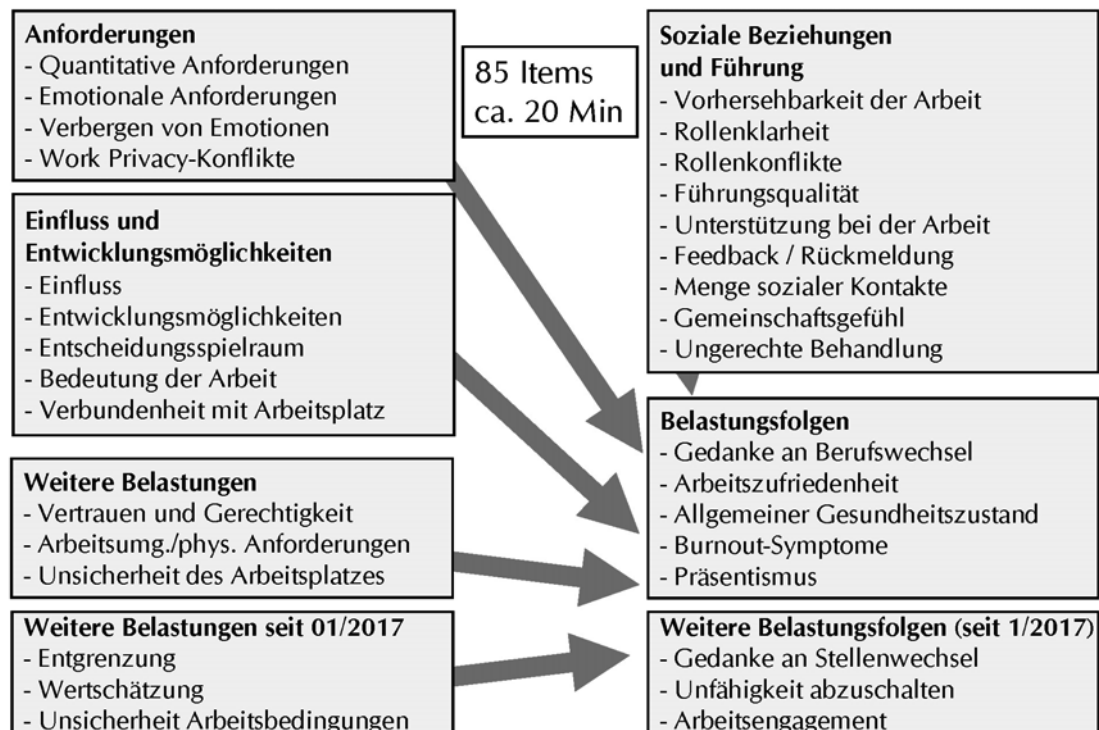 Anforderungen
- Quantitative Anforderungen
- Emotionale Anforderungen
- Verbergen von Emotionen
- Work Privacy-Konflikte
85 Items
ca. 20 Min
Soziale Beziehungen
und Führung
- Vorhersehbarkeit der Arbeit
- Rollenklarheit
- Rollenkonflikte
- Führungsqualität
- Unterstützung bei der Arbeit
- Feedback / Rückmeldung
- Menge sozialer Kontakte
- Gemeinschaftsgefühl
- Ungerechte Behandlung
Einfluss und
Entwicklungsmöglichkeiten
- Einfluss
- Entwicklungsmöglichkeiten
- Entscheidungsspielraum
- Bedeutung der Arbeit
- Verbundenheit mit Arbeitsplatz
Belastungsfolgen
- Gedanke an Berufswechsel
- Arbeitszufriedenheit
- Allgemeiner Gesundheitszustand
- Burnout-Symptome
- Präsentismus
Weitere Belastungen
- Vertrauen und Gerechtigkeit
- Arbeitsumg./phys. Anforderungen
- Unsicherheit des Arbeitsplatzes
Weitere Belastungen seit 01/2017
- Entgrenzung
- Wertschätzung
- Unsicherheit Arbeitsbedingungen
Weitere Belastungsfolgen (seit 1/2017)
- Gedanke an Stellenwechsel
- Unfähigkeit abzuschalten
- Arbeitsengagement